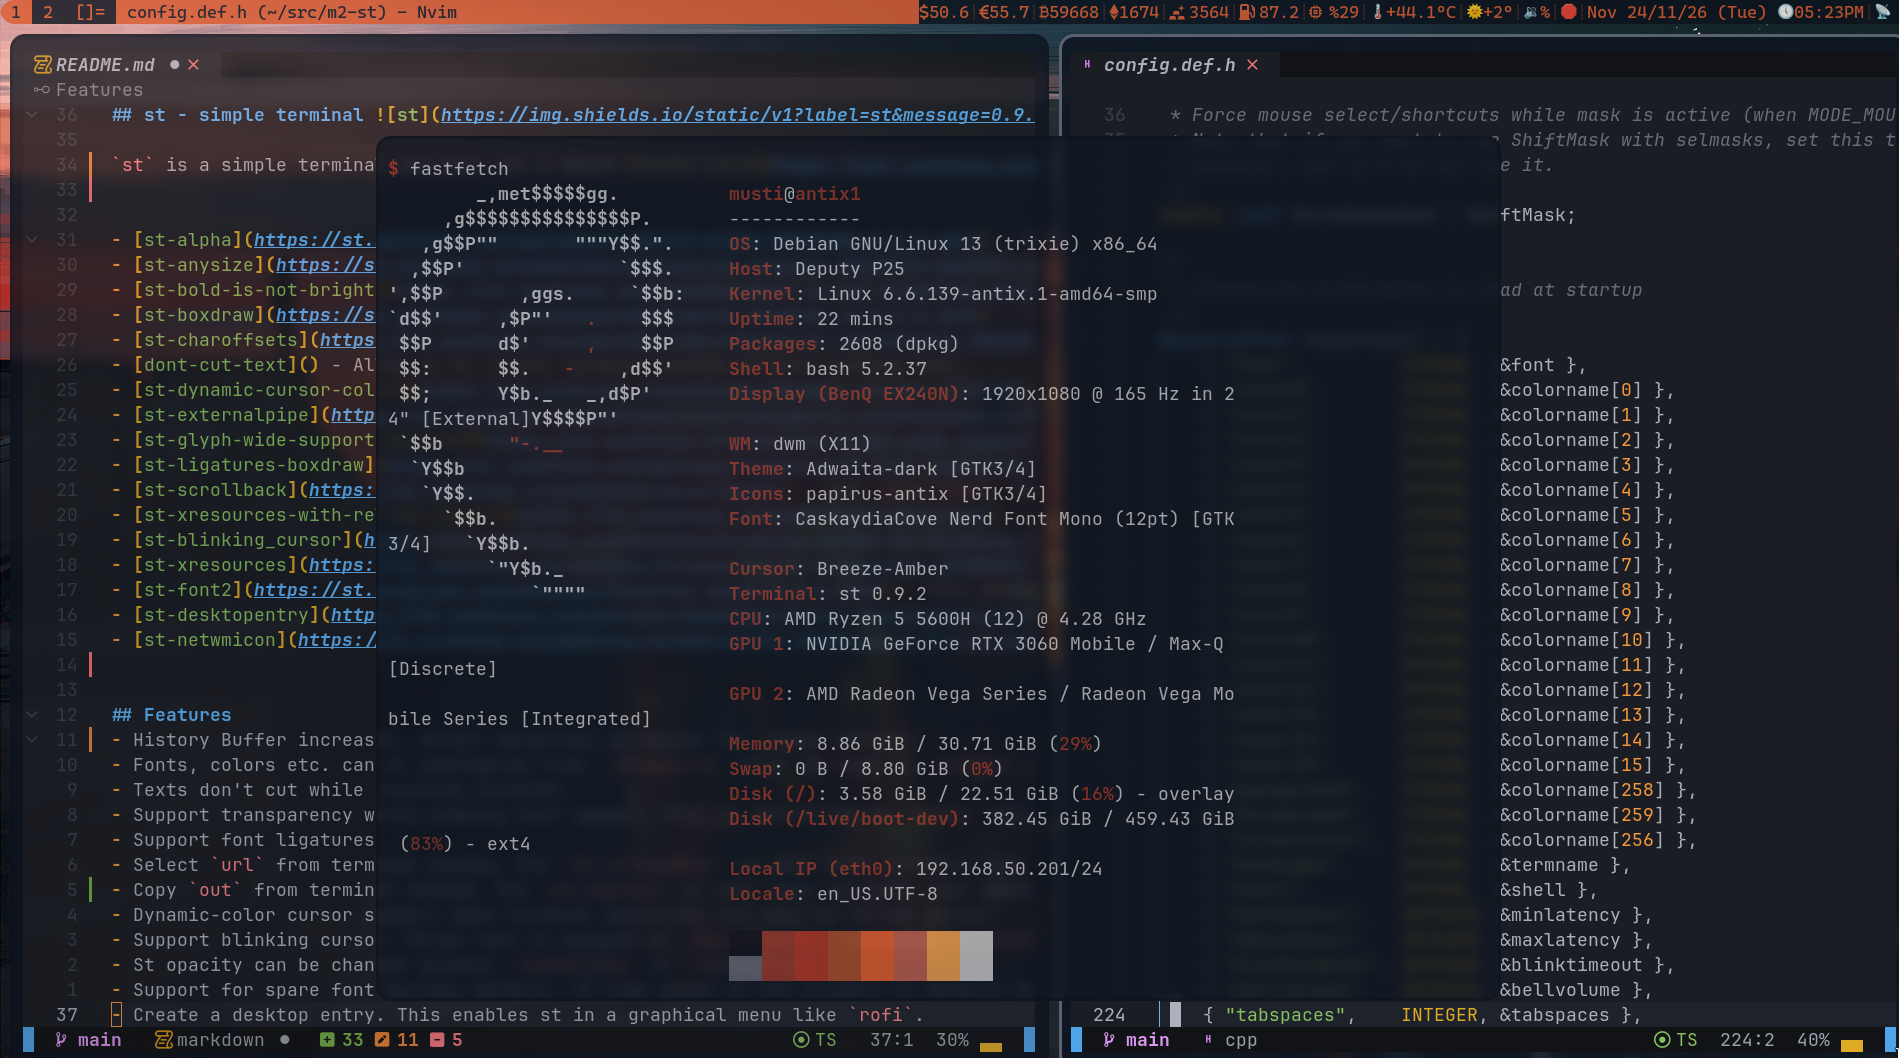 1 2 []= config.def.h (~/src/m2-st) - Nvim
$50.6 €55.7 ₿59668 1674 3564 87.2 %29 +44.1°C +2° % Nov 24/11/26 (Tue) 05:23PM
README.md ● ✕
Features
36 ## st - simple terminal ![st](https://img.shields.io/static/v1?label=st&message=0.9.
35
34 `st` is a simple termina
33
32
31 - [st-alpha](https://st.
30 - [st-anysize](https://s
29 - [st-bold-is-not-bright
28 - [st-boxdraw](https://s
27 - [st-charoffsets](https
26 - [dont-cut-text]() - Al
25 - [st-dynamic-cursor-col
24 - [st-externalpipe](http
23 - [st-glyph-wide-support
22 - [st-ligatures-boxdraw]
21 - [st-scrollback](https:
20 - [st-xresources-with-re
19 - [st-blinking_cursor](h
18 - [st-xresources](https:
17 - [st-font2](https://st.
16 - [st-desktopentry](http
15 - [st-netwmicon](https:/
14
13
12 ## Features
11 - History Buffer increas
10 - Fonts, colors etc. can
9 - Texts don't cut while
8 - Support transparency w
7 - Support font ligatures
6 - Select `url` from term
5 - Copy `out` from termin
4 - Dynamic-color cursor s
3 - Support blinking curso
2 - St opacity can be chan
1 - Support for spare font
37 - Create a desktop entry. This enables st in a graphical menu like `rofi`.
main markdown ● 33 11 5 TS 37:1 30%
$ fastfetch
_,met$$$$$gg.
,g$$$$$$$$$$$$$$$P.
,g$$P"" """Y$$.".
,$$P' `$$$.
',$$P ,ggs. `$$b:
`d$$' ,$P"' . $$$
$$P d$' , $$P
$$: $$. - ,d$$'
$$; Y$b._ _,d$P'
musti@antix1
------------
OS: Debian GNU/Linux 13 (trixie) x86_64
Host: Deputy P25
Kernel: Linux 6.6.139-antix.1-amd64-smp
Uptime: 22 mins
Packages: 2608 (dpkg)
Shell: bash 5.2.37
Display (BenQ EX240N): 1920x1080 @ 165 Hz in 2
4" [External]Y$$$$P"'
`$$b "-.__ WM: dwm (X11)
`Y$$b Theme: Adwaita-dark [GTK3/4]
`Y$$. Icons: papirus-antix [GTK3/4]
`$$b. Font: CaskaydiaCove Nerd Font Mono (12pt) [GTK
3/4] `Y$$b.
`"Y$b._ Cursor: Breeze-Amber
`"""" Terminal: st 0.9.2
CPU: AMD Ryzen 5 5600H (12) @ 4.28 GHz
GPU 1: NVIDIA GeForce RTX 3060 Mobile / Max-Q
[Discrete]
GPU 2: AMD Radeon Vega Series / Radeon Vega Mo
bile Series [Integrated]
Memory: 8.86 GiB / 30.71 GiB (29%)
Swap: 0 B / 8.80 GiB (0%)
Disk (/): 3.58 GiB / 22.51 GiB (16%) - overlay
Disk (/live/boot-dev): 382.45 GiB / 459.43 GiB
(83%) - ext4
Local IP (eth0): 192.168.50.201/24
Locale: en_US.UTF-8
config.def.h ✕
36 * Force mouse select/shortcuts while mask is active (when MODE_MOU
ShiftMask with selmasks, set this t
e it.
ftMask;
ad at startup
&font },
&colorname[0] },
&colorname[1] },
&colorname[2] },
&colorname[3] },
&colorname[4] },
&colorname[5] },
&colorname[6] },
&colorname[7] },
&colorname[8] },
&colorname[9] },
&colorname[10] },
&colorname[11] },
&colorname[12] },
&colorname[13] },
&colorname[14] },
&colorname[15] },
&colorname[258] },
&colorname[259] },
&colorname[256] },
&termname },
&shell },
&minlatency },
&maxlatency },
&blinktimeout },
&bellvolume },
224 { "tabspaces", INTEGER, &tabspaces },
main cpp TS 224:2 40%